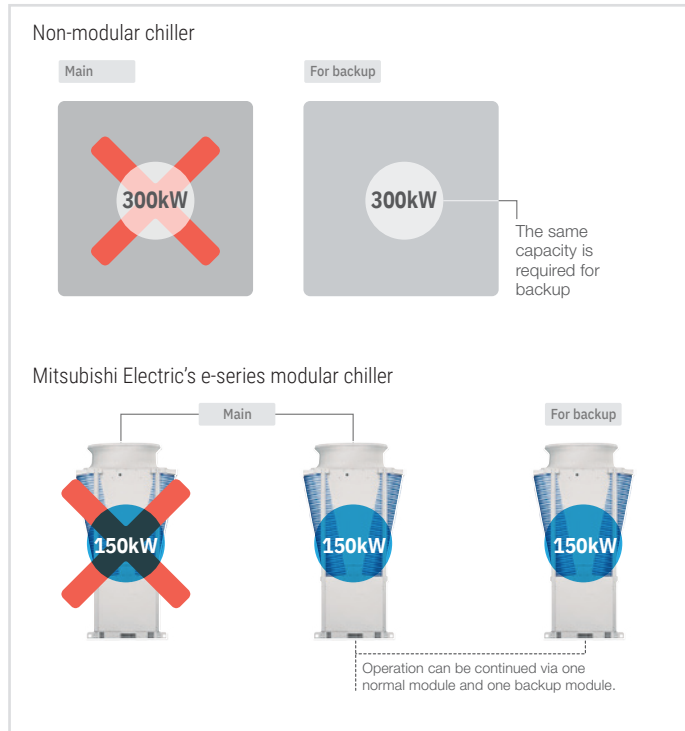 Non-modular chiller
Main
For backup
300kW
300kW
The same
capacity is
required for
backup
Mitsubishi Electric's e-series modular chiller
Main
For backup
150kW
150kW
150kW
Operation can be continued via one
normal module and one backup module.